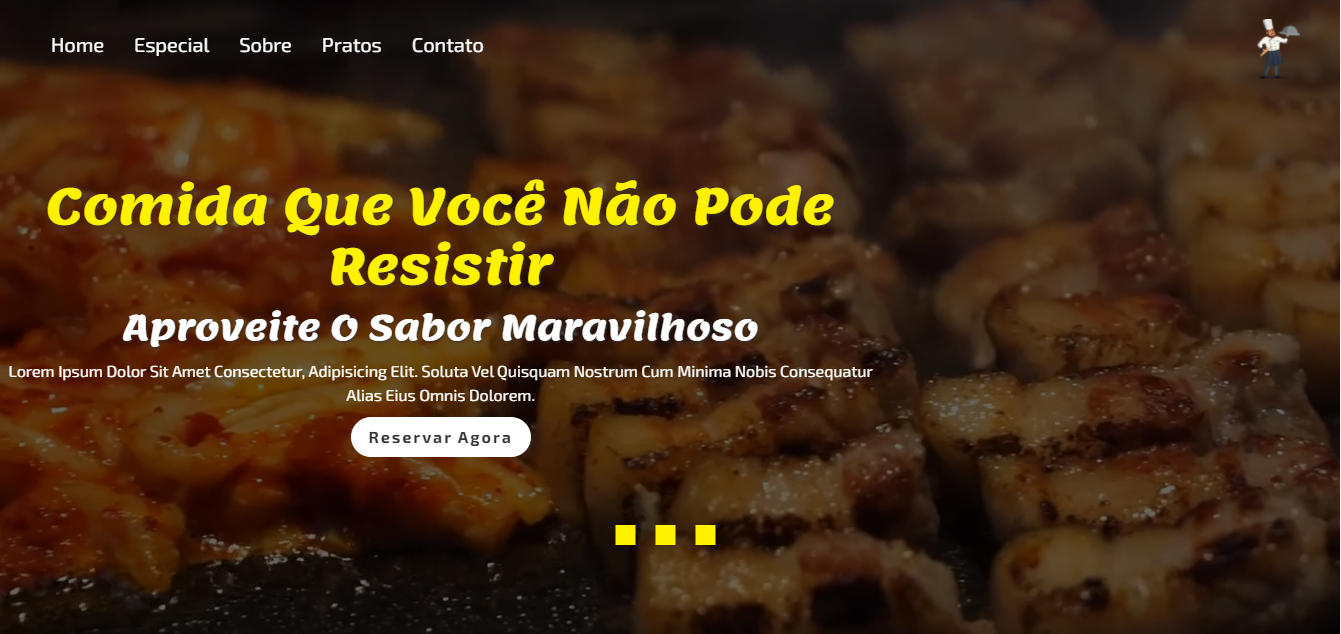 Home Especial Sobre Pratos Contato
Comida Que Você Não Pode
Resistir
Aproveite O Sabor Maravilhoso
Lorem Ipsum Dolor Sit Amet Consectetur, Adipisicing Elit. Soluta Vel Quisquam Nostrum Cum Minima Nobis Consequatur
Alias Eius Omnis Dolorem.
Reservar Agora